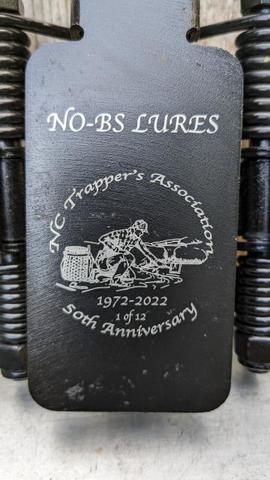 NO-BS LURES
NC Trapper's Association
1972-2022
1 of 12
50th Anniversary